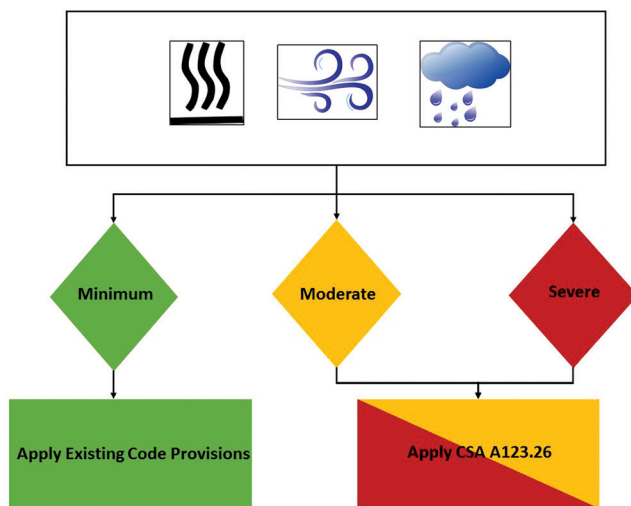 Minimum
Moderate
Severe
Apply Existing Code Provisions
Apply CSA A123.26